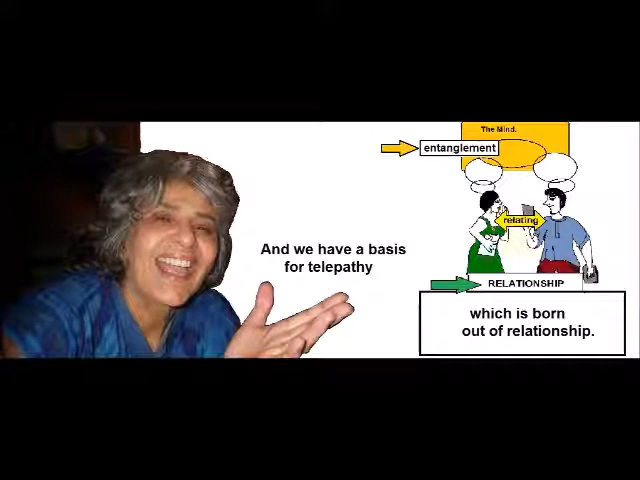 The Mind.
entanglement
relating
And we have a basis
for telepathy
RELATIONSHIP
which is born
out of relationship.